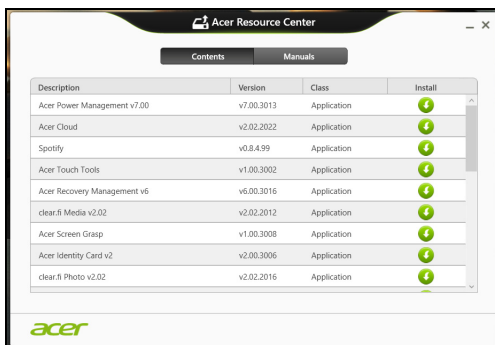 Acer Resource Center
Contents Manuals
Description Version Class Install
Acer Power Management v7.00 v7.00.3013 Application
Acer Cloud v2.02.2022 Application
Spotify v0.8.4.99 Application
Acer Touch Tools v1.00.3002 Application
Acer Recovery Management v6 v6.00.3016 Application
clear.fi Media v2.02 v2.02.2012 Application
Acer Screen Grasp v1.00.3008 Application
Acer Identity Card v2 v2.00.3006 Application
clear.fi Photo v2.02 v2.02.2016 Application
acer